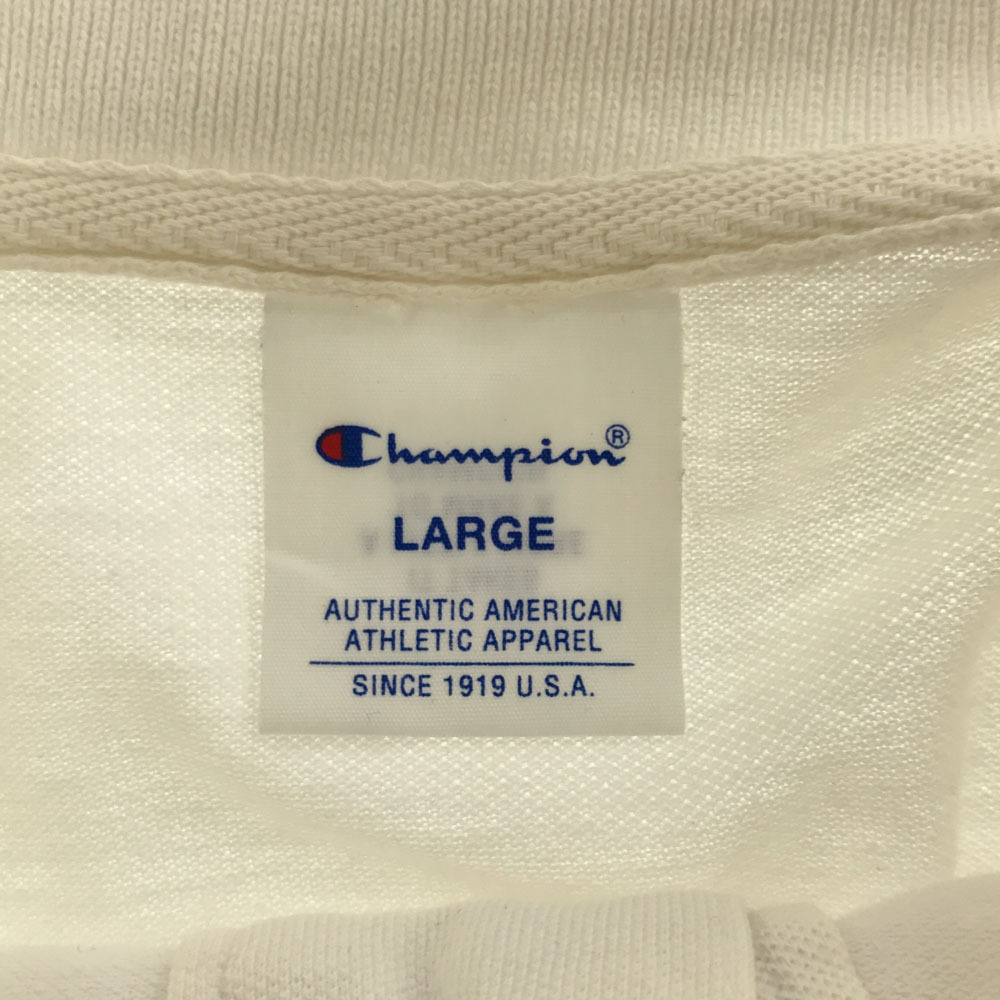 Champion®
LARGE
AUTHENTIC AMERICAN
ATHLETIC APPAREL
SINCE 1919 U.S.A.